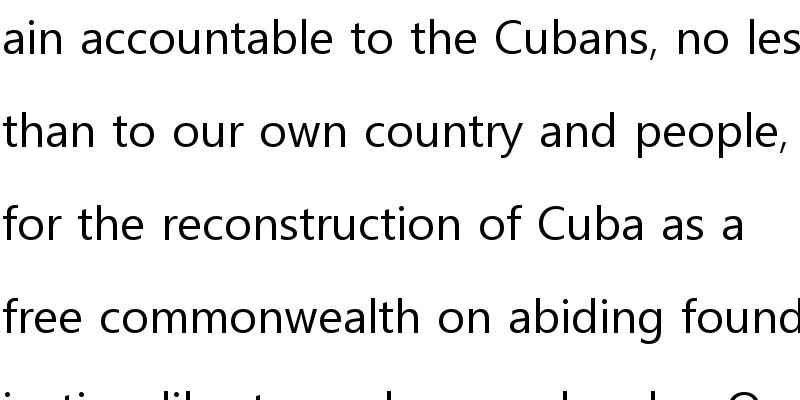 ain accountable to the Cubans, no les
than to our own country and people,
for the reconstruction of Cuba as a
free commonwealth on abiding found